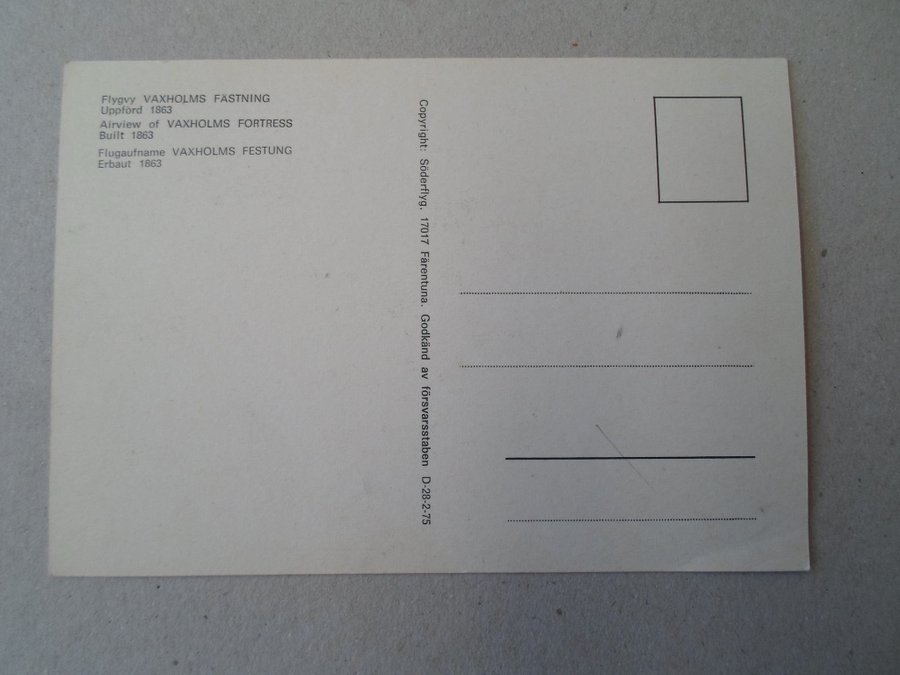 Flygvy VAXHOLMS FÄSTNING
Uppförd 1863
Airview of VAXHOLMS FORTRESS
Built 1863
Flugaufname VAXHOLMS FESTUNG
Erbaut 1863
Copyright: Söderflyg. 17017 Färentuna. Godkänd av försvarsstaben D-28-2-75